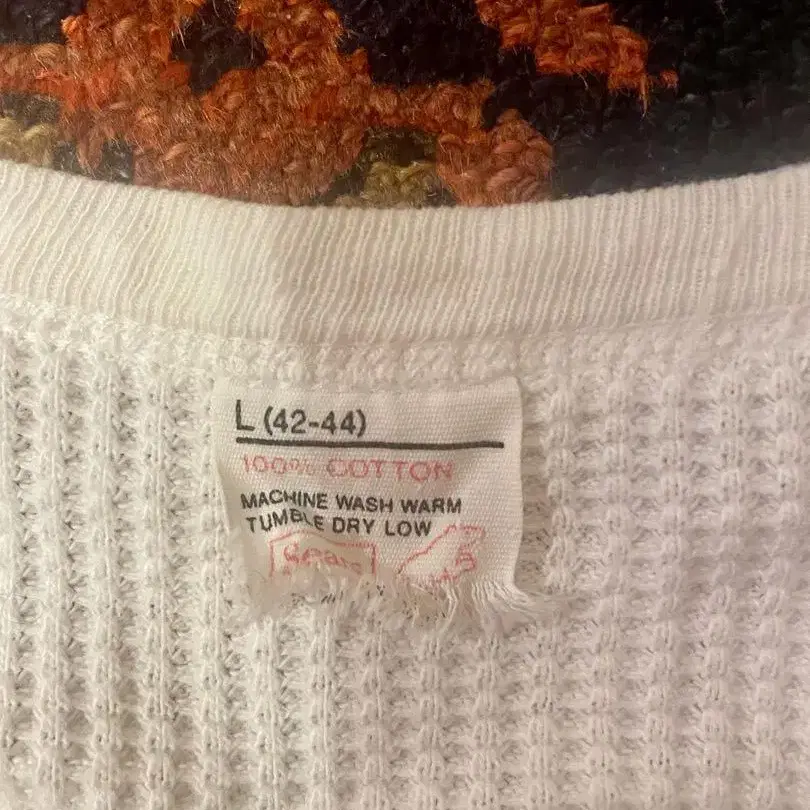 L (42-44)
100% COTTON
MACHINE WASH WARM
TUMBLE DRY LOW
Sears